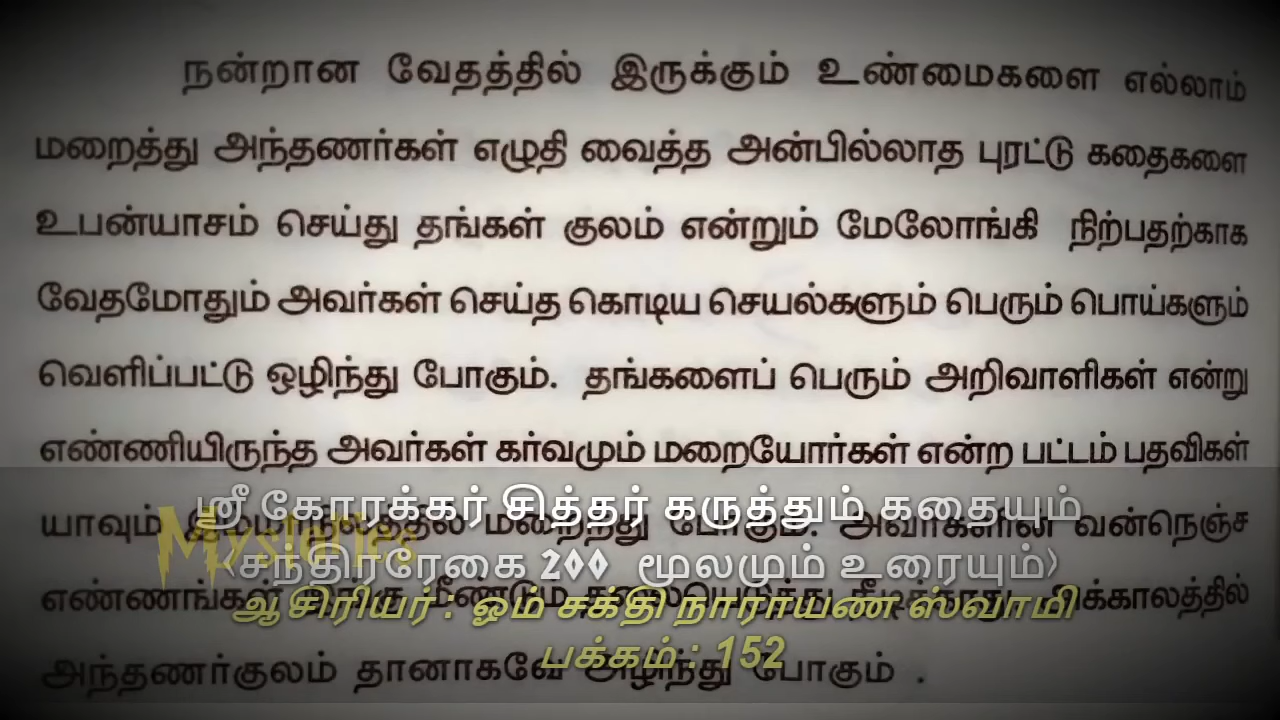 நன்றான வேதத்தில் இருக்கும் உண்மைகளை எல்லாம்
மறைத்து அந்தணர்கள் எழுதி வைத்த அன்பில்லாத புரட்டு கதைகளை
உபன்யாசம் செய்து தங்கள் குலம் என்றும் மேலோங்கி நிற்பதற்காக
வேதமோதும் அவர்கள் செய்த கொடிய செயல்களும் பெரும் பொய்களும்
வெளிப்பட்டு ஒழிந்து போகும். தங்களைப் பெரும் அறிவாளிகள் என்று
எண்ணியிருந்த அவர்கள் கர்வமும் மறையோர்கள் என்ற பட்டம் பதவிகள்
ஸ்ரீ கோரக்கர் சித்தர் கருத்தும் கதையும்
யாவும் மறைந்து போகும். அவர்களின் வன்நெஞ்ச
Mysteries
(சந்திரரேகை 200 மூலமும் உரையும்)
எண்ணங்கள் மீண்டும் அக்காலத்தில்
ஆசிரியர் : ஓம் சக்தி நாராயண ஸ்வாமி
பக்கம் : 152
அந்தணர்குலம் தானாகவே அழிந்து போகும் .